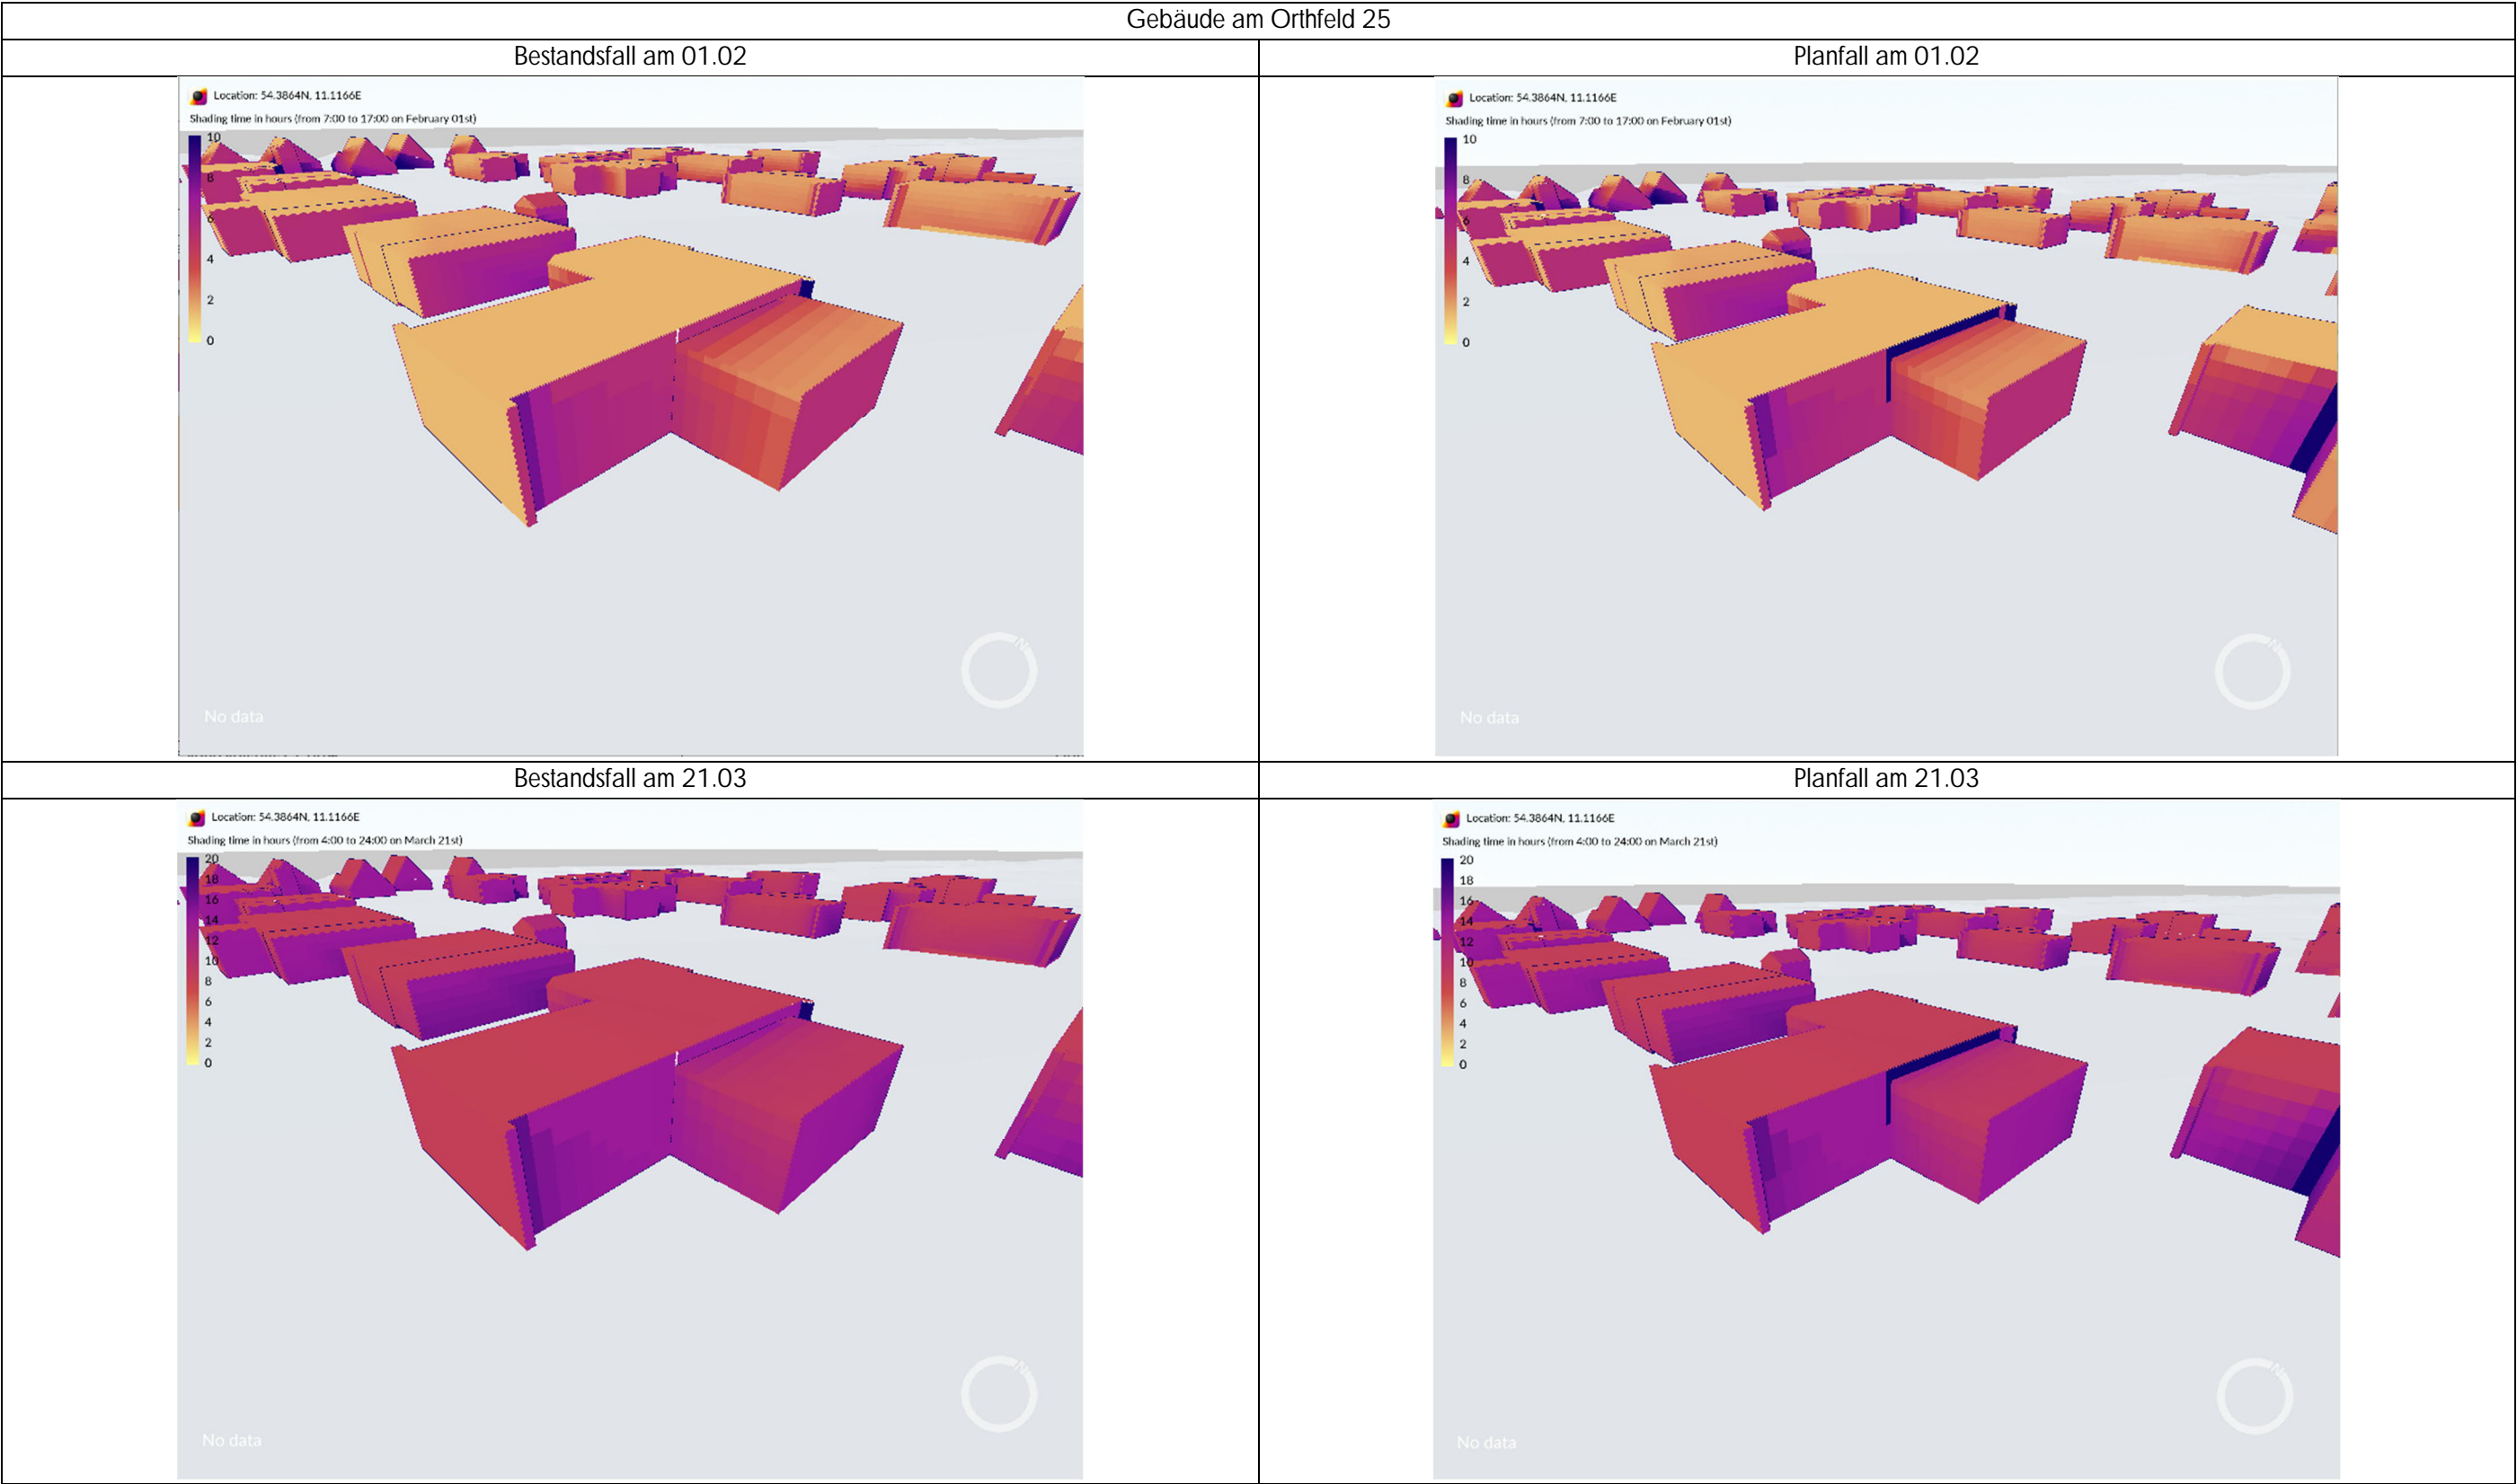 Gebäude am Orthfeld 25
Bestandsfall am 01.02
Planfall am 01.02
Location: 54.3864N, 11.1166E
Shading time in hours (from 7:00 to 17:00 on February 01st)
10
8
6
4
2
0
N
No data
Location: 54.3864N, 11.1166E
Shading time in hours (from 7:00 to 17:00 on February 01st)
10
8
6
4
2
0
N
No data
Bestandsfall am 21.03
Planfall am 21.03
Location: 54.3864N, 11.1166E
Shading time in hours (from 4:00 to 24:00 on March 21st)
20
18
16
14
12
10
8
6
4
2
0
N
No data
Location: 54.3864N, 11.1166E
Shading time in hours (from 4:00 to 24:00 on March 21st)
20
18
16
14
12
10
8
6
4
2
0
N
No data